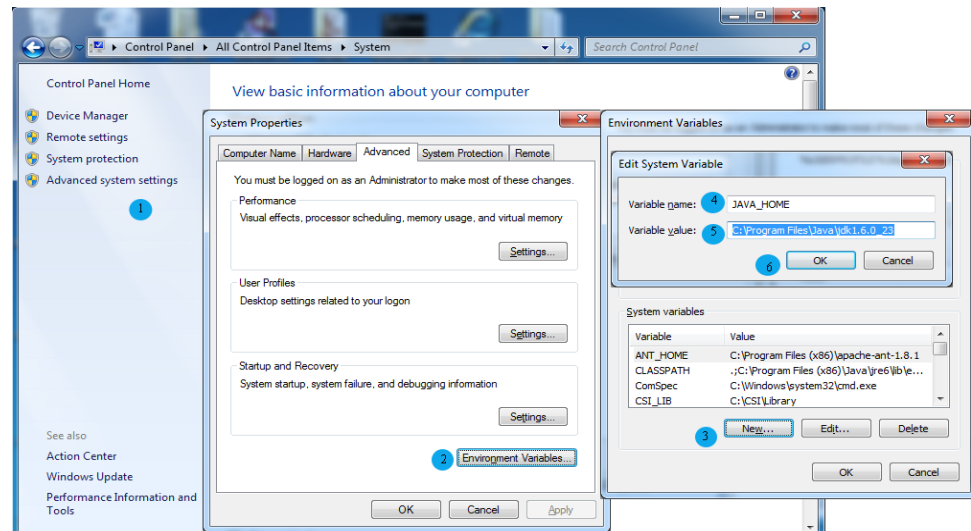 Control Panel ▸ All Control Panel Items ▸ System
Search Control Panel
Control Panel Home
Device Manager
Remote settings
System protection
Advanced system settings
1
See also
Action Center
Windows Update
Performance Information and
Tools
View basic information about your computer
System Properties
Computer Name Hardware Advanced System Protection Remote
You must be logged on as an Administrator to make most of these changes.
Performance
Visual effects, processor scheduling, memory usage, and virtual memory
Settings...
User Profiles
Desktop settings related to your logon
Settings...
Startup and Recovery
System startup, system failure, and debugging information
Settings...
2 Environment Variables...
OK Cancel Apply
Environment Variables
Edit System Variable
Variable name: 4 JAVA_HOME
Variable value: 5 C:\Program Files\Java\jdk1.6.0_23
6 OK Cancel
System variables
Variable Value
ANT_HOME C:\Program Files (x86)\apache-ant-1.8.1
CLASSPATH .;C:\Program Files (x86)\Java\jre6\lib\e...
ComSpec C:\Windows\system32\cmd.exe
CSI_LIB C:\CSI\Library
3 New... Edit... Delete
OK Cancel